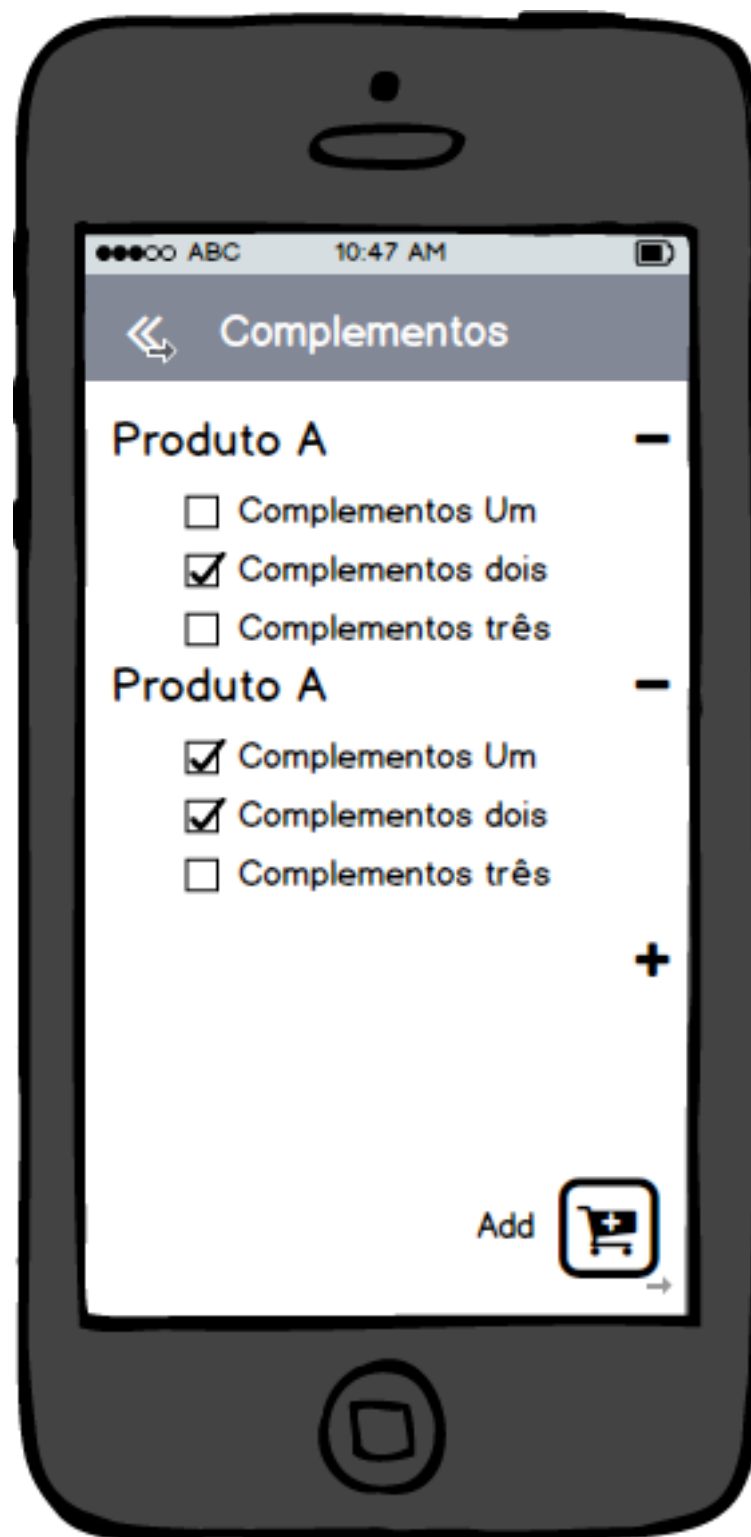 ABC 10:47 AM
Complementos
Produto A
Complementos Um
Complementos dois
Complementos três
Produto A
Complementos Um
Complementos dois
Complementos três
Add